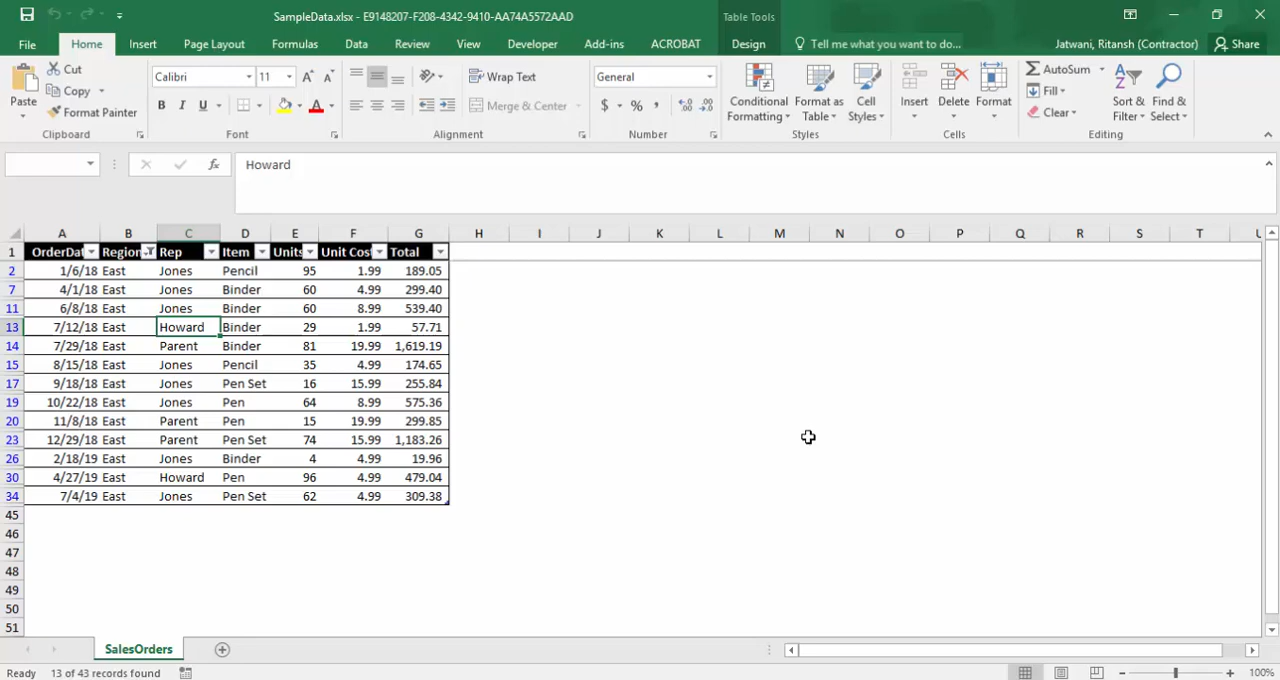 SampleData.xlsx - E9148207-F208-4342-9410-AA74A5572AAD
Table Tools
File Home Insert Page Layout Formulas Data Review View Developer Add-ins ACROBAT Design Tell me what you want to do... Jatwani, Ritansh (Contractor) Share
Paste
Cut
Copy
Format Painter
Clipboard
Calibri 11
B I U A
Font
Wrap Text
Merge & Center
Alignment
General
$ % ,
Number
Conditional Formatting
Format as Table
Cell Styles
Styles
Insert
Delete
Format
Cells
AutoSum
Fill
Clear
Sort & Filter
Find & Select
Editing
fx Howard
A B C D E F G H I J K L M N O P Q R S T U
1 OrderDat Region Rep Item Units Unit Cos Total
2 1/6/18 East Jones Pencil 95 1.99 189.05
7 4/1/18 East Jones Binder 60 4.99 299.40
11 6/8/18 East Jones Binder 60 8.99 539.40
13 7/12/18 East Howard Binder 29 1.99 57.71
14 7/29/18 East Parent Binder 81 19.99 1,619.19
15 8/15/18 East Jones Pencil 35 4.99 174.65
17 9/18/18 East Jones Pen Set 16 15.99 255.84
19 10/22/18 East Jones Pen 64 8.99 575.36
20 11/8/18 East Parent Pen 15 19.99 299.85
23 12/29/18 East Parent Pen Set 74 15.99 1,183.26
26 2/18/19 East Jones Binder 4 4.99 19.96
30 4/27/19 East Howard Pen 96 4.99 479.04
34 7/4/19 East Jones Pen Set 62 4.99 309.38
45
46
47
48
49
50
51
SalesOrders
Ready 13 of 43 records found 100%